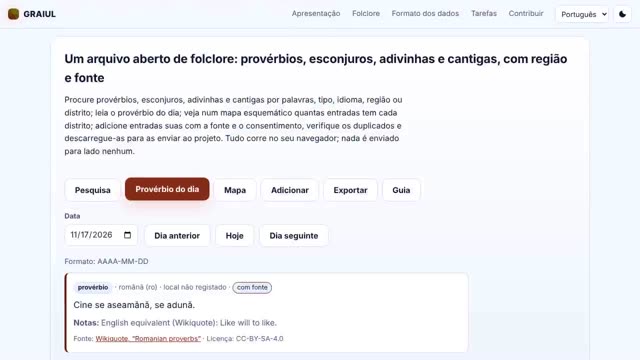 GRAIUL
Apresentação Folclore Formato dos dados Tarefas Contribuir Português
Um arquivo aberto de folclore: provérbios, esconjuros, adivinhas e cantigas, com região
e fonte
Procure provérbios, esconjuros, adivinhas e cantigas por palavras, tipo, idioma, região ou
distrito; leia o provérbio do dia; veja num mapa esquemático quantas entradas tem cada
distrito; adicione entradas suas com a fonte e o consentimento, verifique os duplicados e
descarregue-as para as enviar ao projeto. Tudo corre no seu navegador; nada é enviado
para lado nenhum.
Pesquisa Provérbio do dia Mapa Adicionar Exportar Guia
Data
11/17/2026 Dia anterior Hoje Dia seguinte
Formato: AAAA-MM-DD
provérbio · română (ro) · local não registado · com fonte
Cine se aseamănă, se adună.
Notas: English equivalent (Wikiquote): Like will to like.
Fonte: Wikiquote, "Romanian proverbs" · Licença: CC-BY-SA-4.0